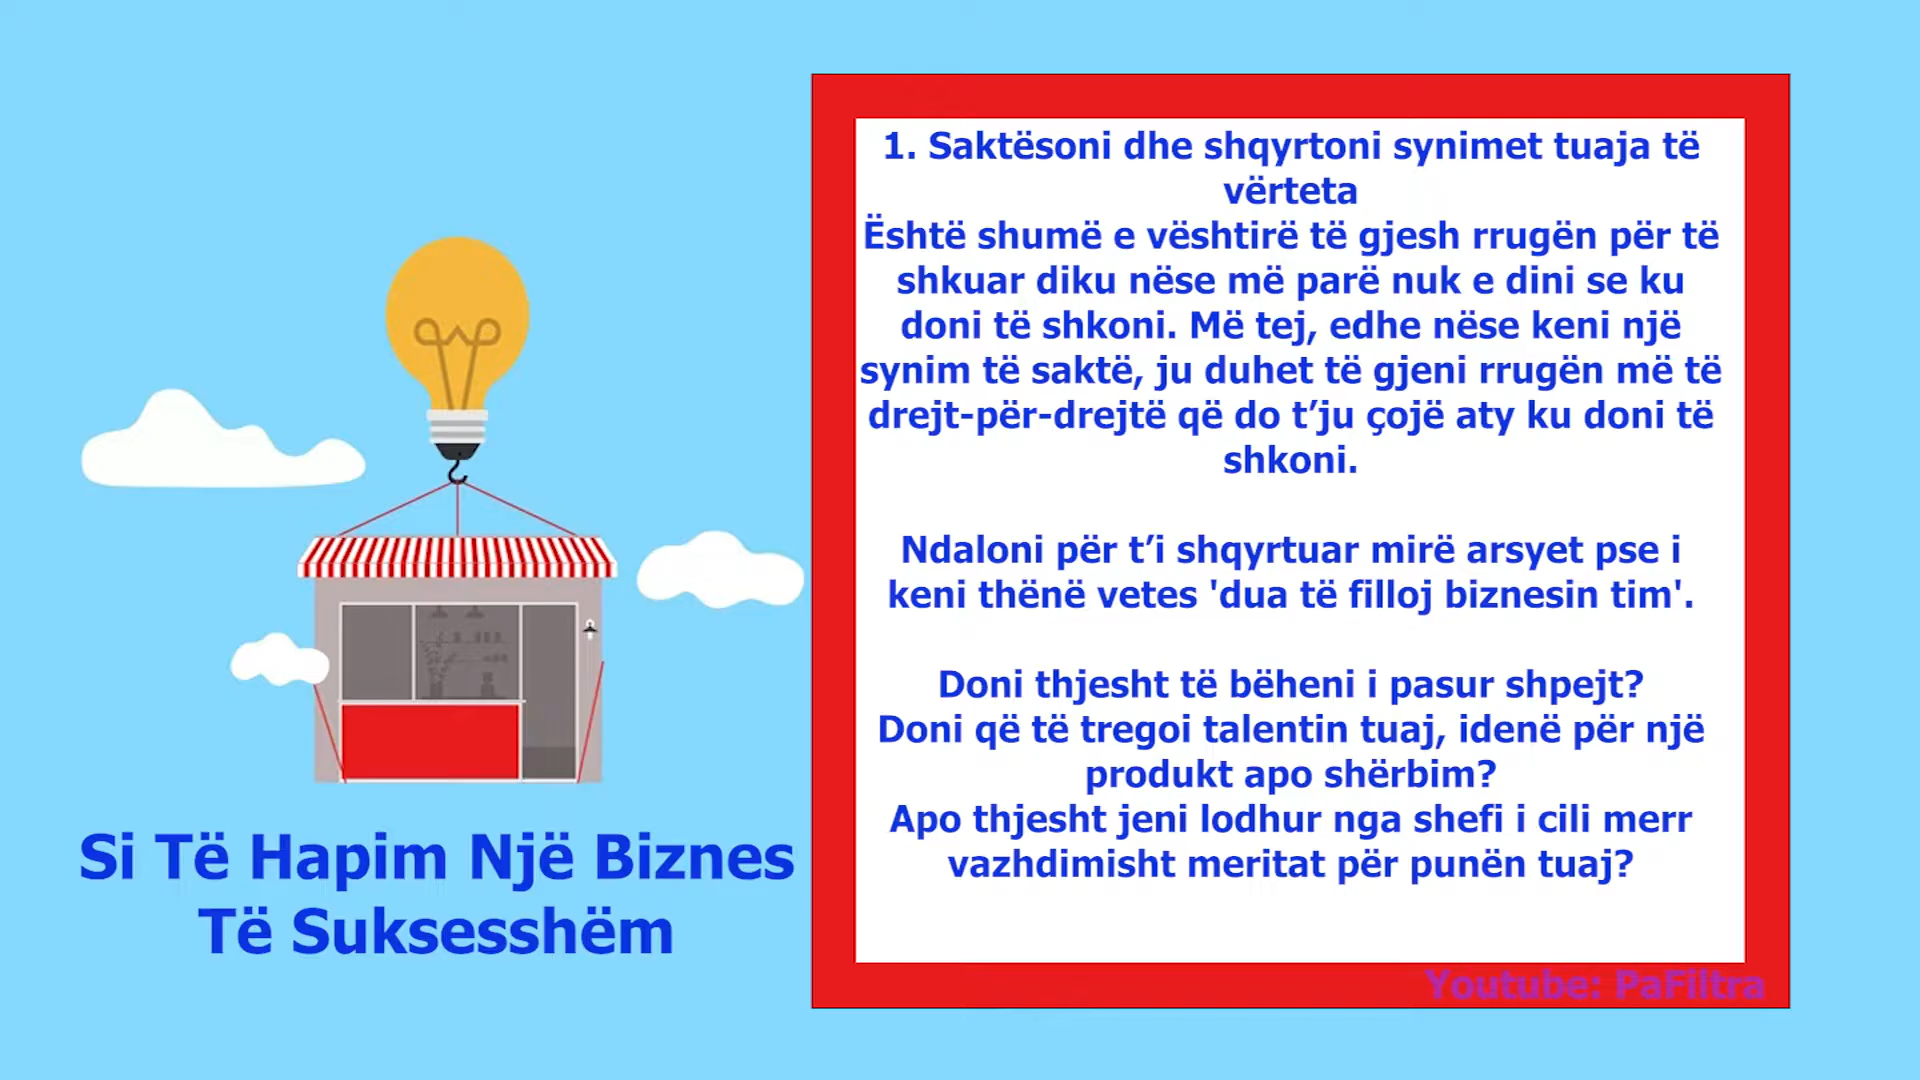 1. Saktësoni dhe shqyrtoni synimet tuaja të
vërteta
Është shumë e vështirë të gjesh rrugën për të
shkuar diku nëse më parë nuk e dini se ku
doni të shkoni. Më tej, edhe nëse keni një
synim të saktë, ju duhet të gjeni rrugën më të
drejt-për-drejtë që do t’ju çojë aty ku doni të
shkoni.
Ndaloni për t’i shqyrtuar mirë arsyet pse i
keni thënë vetes 'dua të filloj biznesin tim'.
Doni thjesht të bëheni i pasur shpejt?
Doni që të tregoi talentin tuaj, idenë për një
produkt apo shërbim?
Apo thjesht jeni lodhur nga shefi i cili merr
vazhdimisht meritat për punën tuaj?
Si Të Hapim Një Biznes
Të Suksesshëm
Youtube: PaFiltra